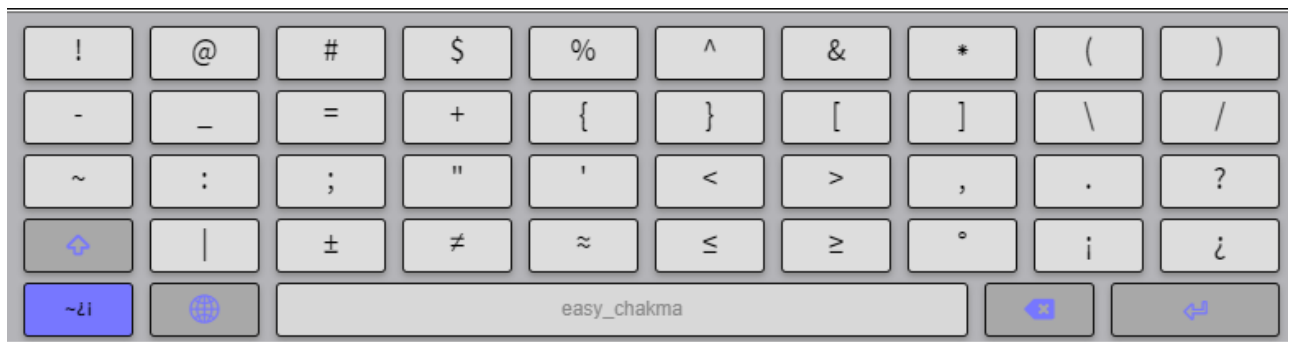 ! @ # $ % ^ & * ( )
- _ = + { } [ ] \ /
~ : ; " ' < > , . ?
| ± ≠ ≈ ≤ ≥ ° ¡ ¿
~¿¡ easy_chakma